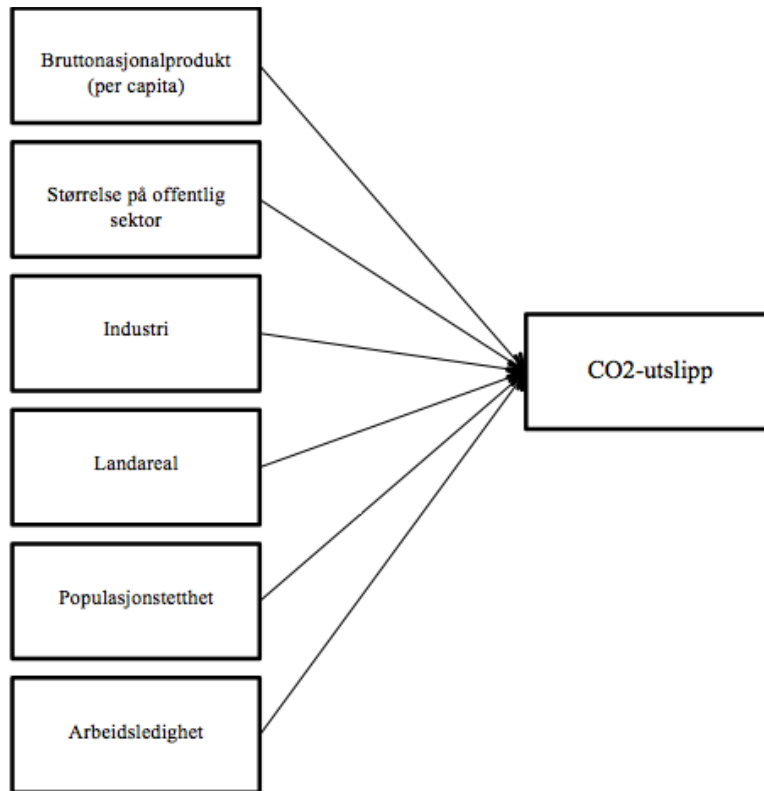 Bruttonasjonalprodukt
(per capita)
Størrelse på offentlig
sektor
Industri
CO2-utslipp
Landareal
Populasjonstetthet
Arbeidsledighet